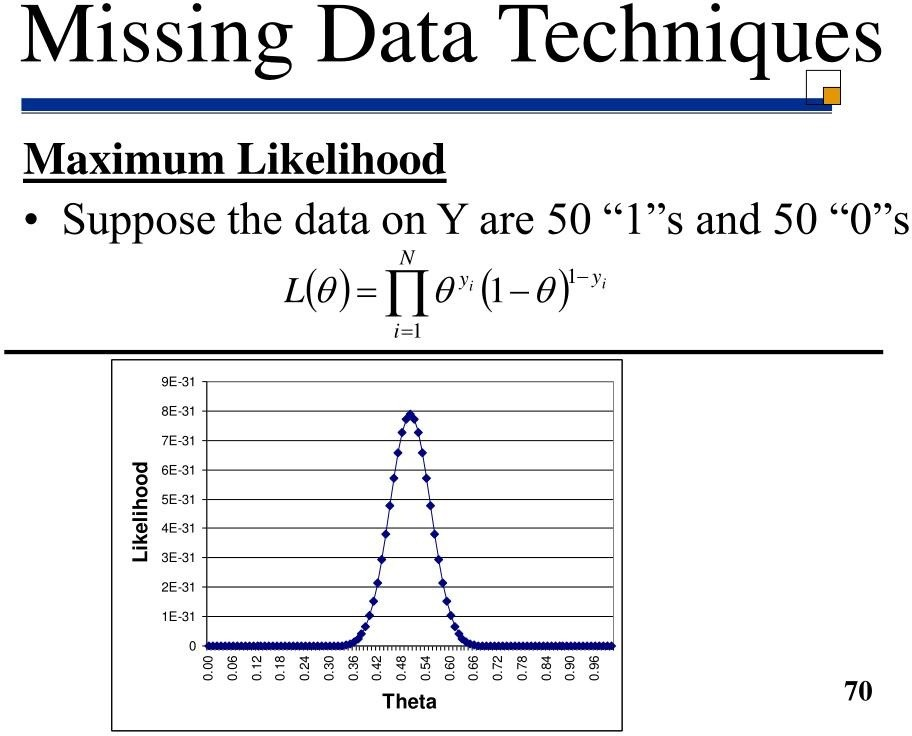 Missing Data Techniques
Maximum Likelihood
• Suppose the data on Y are 50 “1”s and 50 “0”s
L(θ) = ∏_{i=1}^{N} θ^{y_i} (1 − θ)^{1−y_i}
9E-31
8E-31
7E-31
6E-31
5E-31
4E-31
3E-31
2E-31
1E-31
0
Likelihood
0.00 0.06 0.12 0.18 0.24 0.30 0.36 0.42 0.48 0.54 0.60 0.66 0.72 0.78 0.84 0.90 0.96
Theta
70